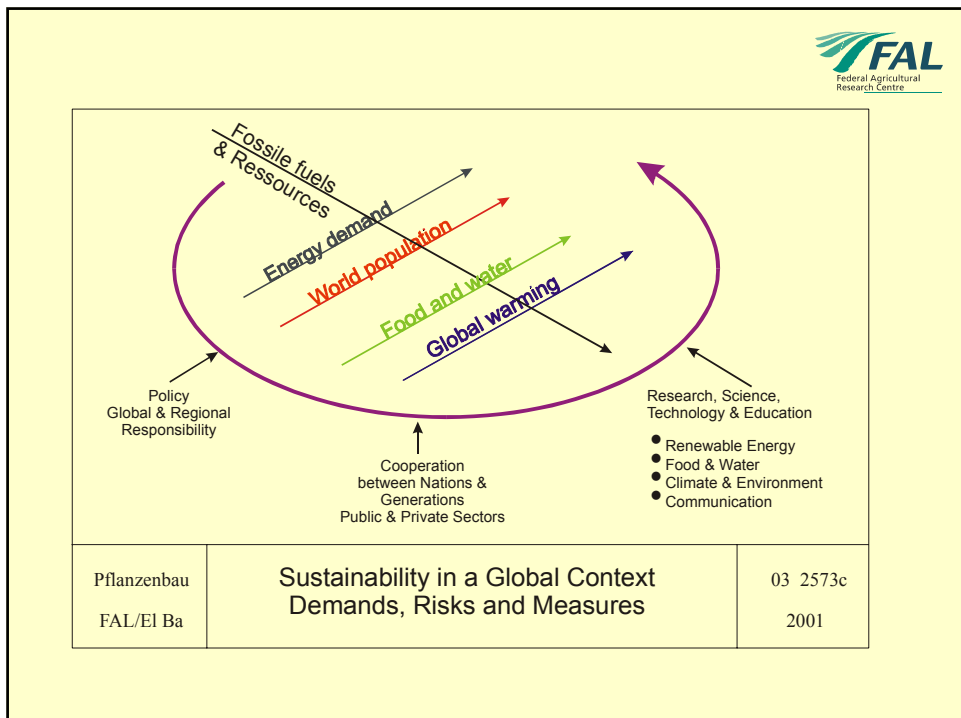 FAL
Federal Agricultural
Research Centre
Fossile fuels
& Ressources
Energy demand
World population
Food and water
Global warming
Policy
Global & Regional
Responsibility
Cooperation
between Nations &
Generations
Public & Private Sectors
Research, Science,
Technology & Education
• Renewable Energy
• Food & Water
• Climate & Environment
• Communication
Pflanzenbau
FAL/El Ba
Sustainability in a Global Context
Demands, Risks and Measures
03 2573c
2001